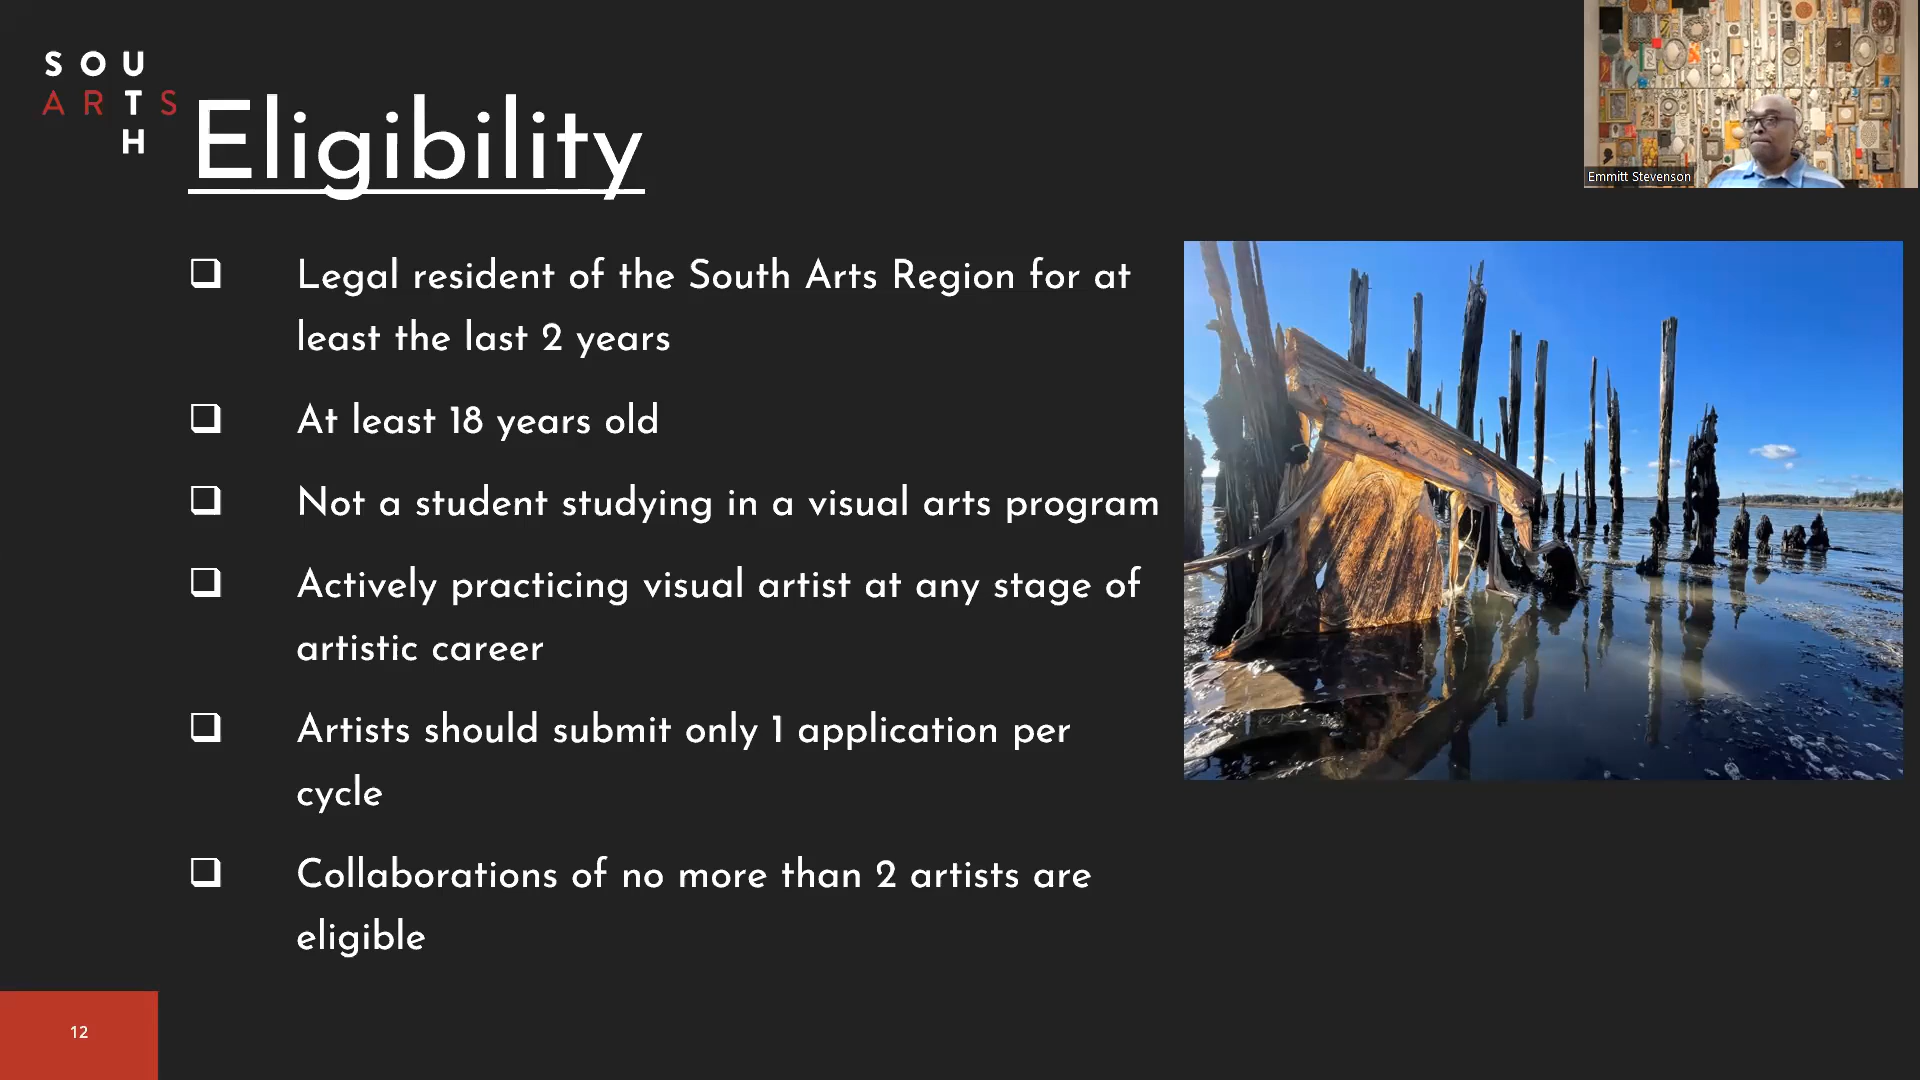 SOU
ARTS
H
Eligibility
Emmitt Stevenson
❑ Legal resident of the South Arts Region for at
least the last 2 years
❑ At least 18 years old
❑ Not a student studying in a visual arts program
❑ Actively practicing visual artist at any stage of
artistic career
❑ Artists should submit only 1 application per
cycle
❑ Collaborations of no more than 2 artists are
eligible
12